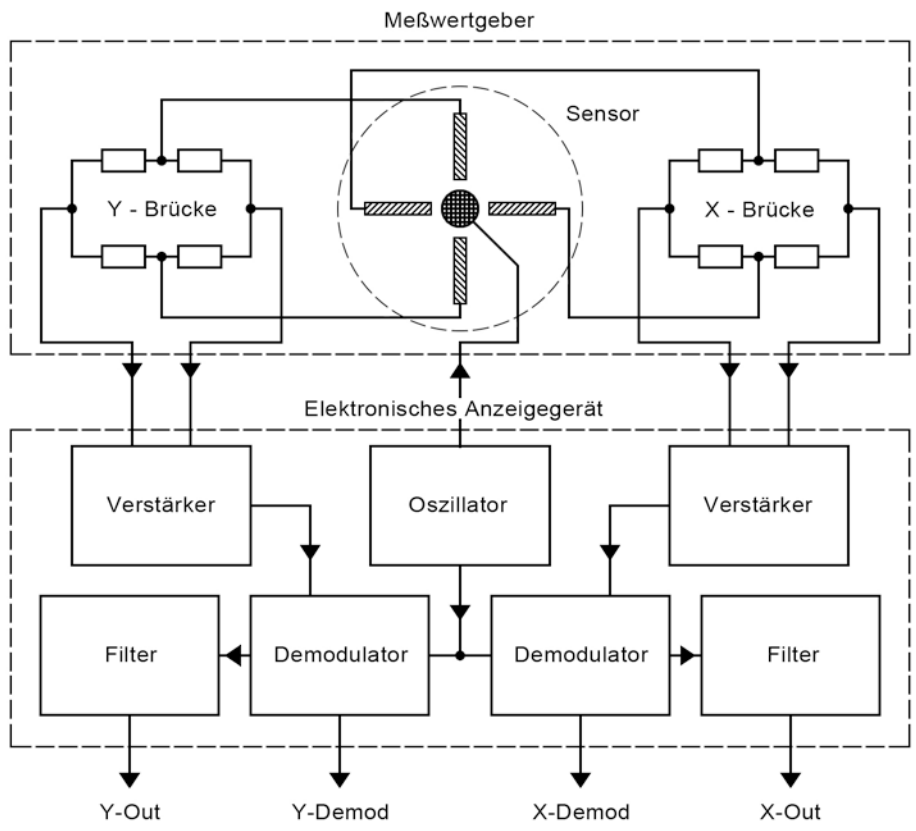 Meßwertgeber
Sensor
Y - Brücke
X - Brücke
Elektronisches Anzeigegerät
Verstärker
Oszillator
Verstärker
Filter
Demodulator
Demodulator
Filter
Y-Out
Y-Demod
X-Demod
X-Out